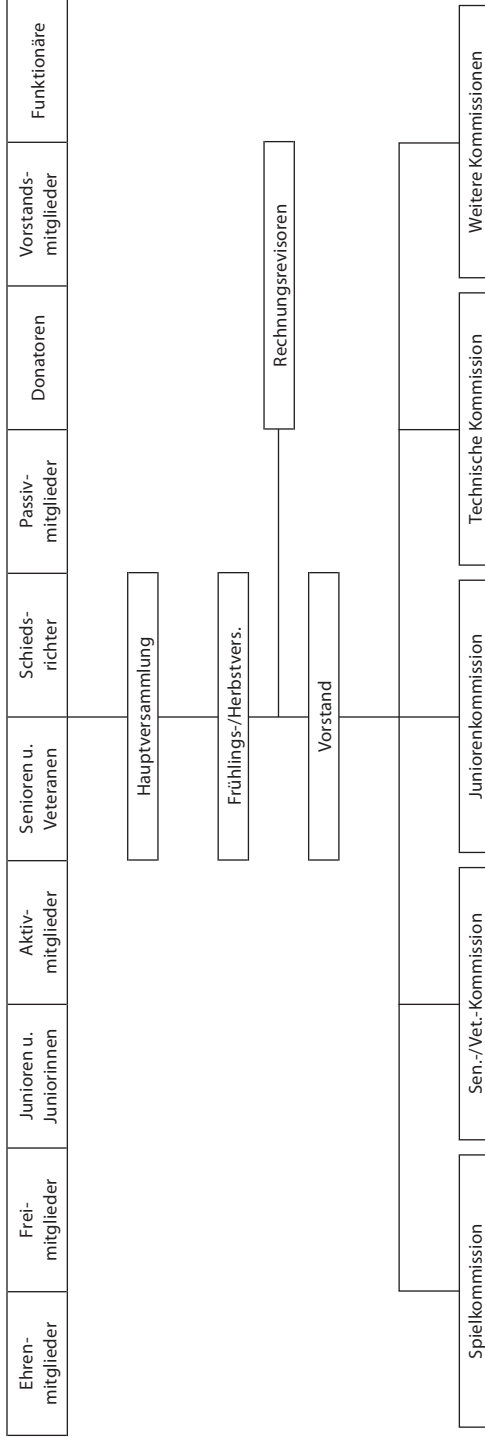 Ehren-
mitglieder
Frei-
mitglieder
Junioren u.
Juniorinnen
Aktiv-
mitglieder
Senioren u.
Veteranen
Schieds-
richter
Passiv-
mitglieder
Donatoren
Vorstands-
mitglieder
Funktionäre
Hauptversammlung
Frühlings-/Herbstvers.
Rechnungsrevisoren
Vorstand
Spielkommission
Sen.-/Vet.-Kommission
Juniorenkommission
Technische Kommission
Weitere Kommissionen